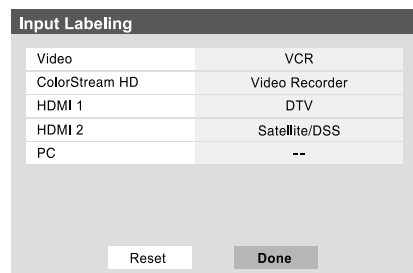 Input Labeling
Video VCR
ColorStream HD Video Recorder
HDMI 1 DTV
HDMI 2 Satellite/DSS
PC --
Reset Done